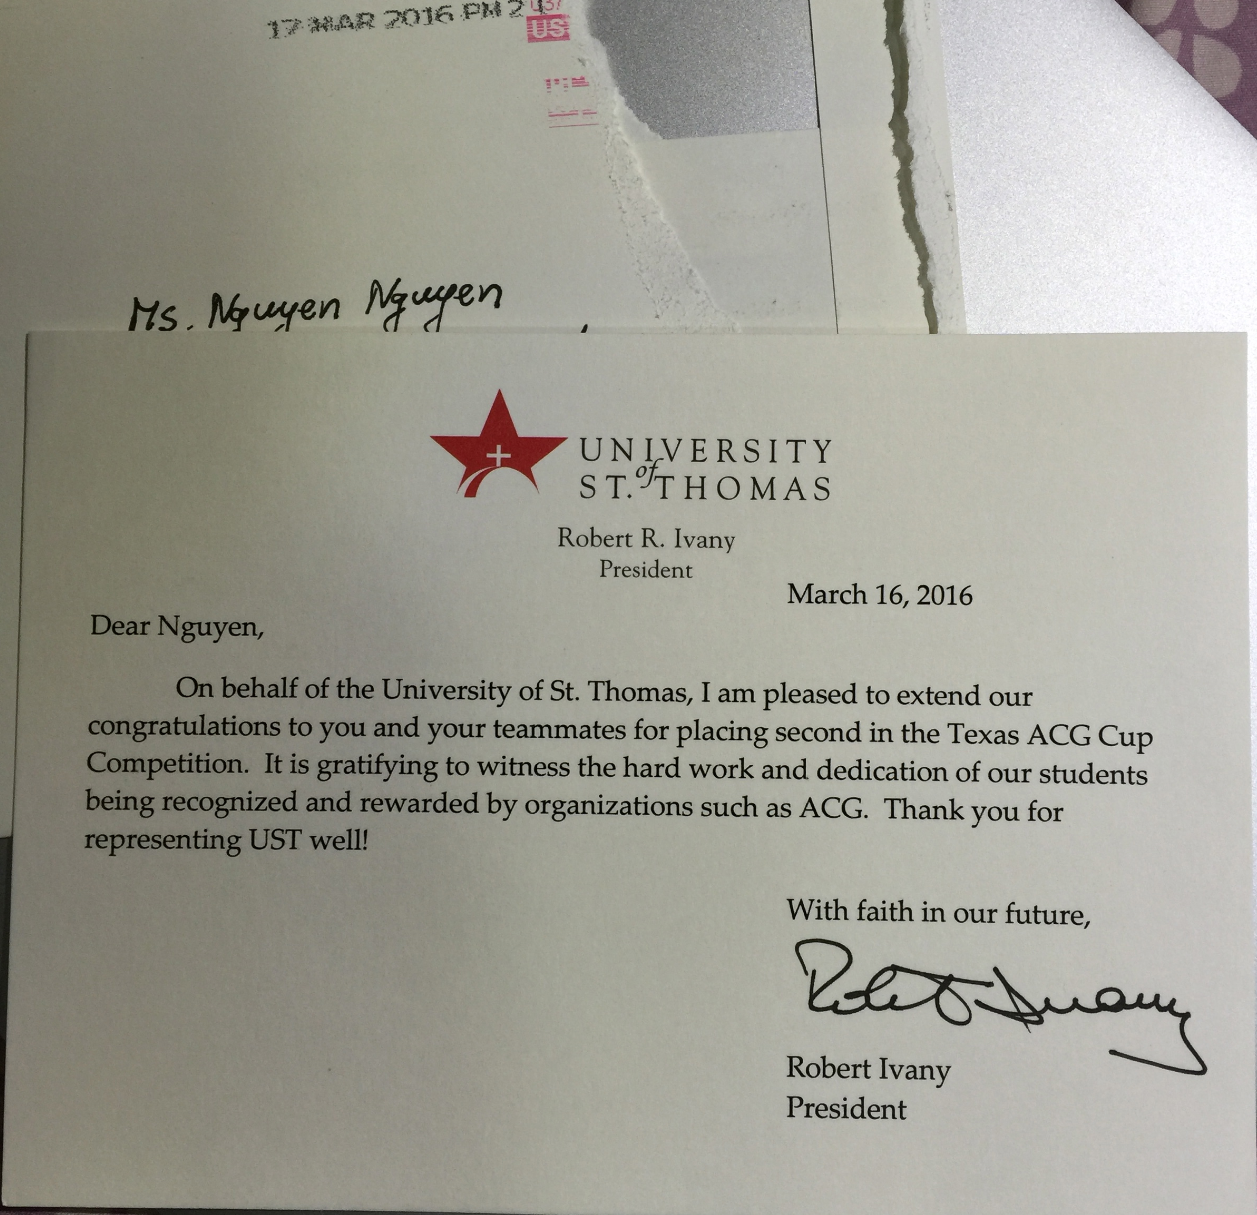 17 MAR 2016 PM 2
US
Ms. Nguyen Nguyen
UNIVERSITY
of
ST. THOMAS
Robert R. Ivany
President
March 16, 2016
Dear Nguyen,
On behalf of the University of St. Thomas, I am pleased to extend our
congratulations to you and your teammates for placing second in the Texas ACG Cup
Competition.  It is gratifying to witness the hard work and dedication of our students
being recognized and rewarded by organizations such as ACG.  Thank you for
representing UST well!
With faith in our future,
Robert Ivany
Robert Ivany
President